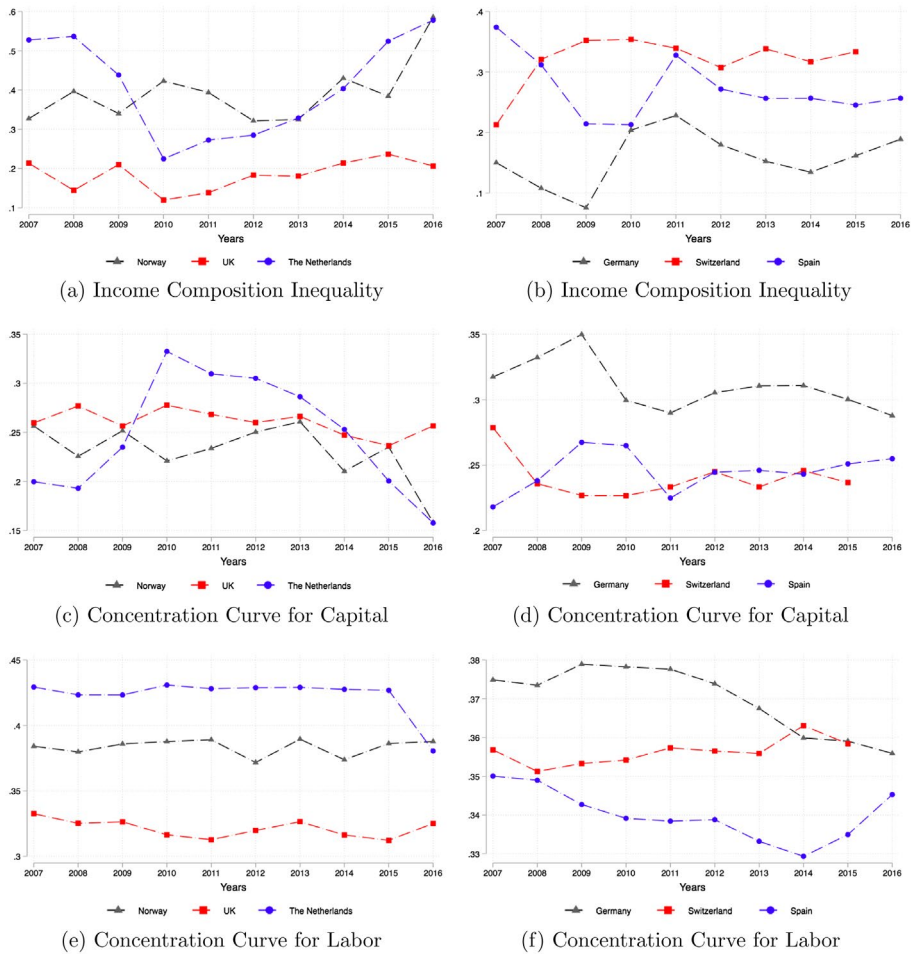 .6
.5
.4
.3
.2
.1
2007 2008 2009 2010 2011 2012 2013 2014 2015 2016
Years
Norway UK The Netherlands
(a) Income Composition Inequality
.4
.3
.2
.1
2007 2008 2009 2010 2011 2012 2013 2014 2015 2016
Years
Germany Switzerland Spain
(b) Income Composition Inequality
.35
.3
.25
.2
.15
2007 2008 2009 2010 2011 2012 2013 2014 2015 2016
Years
Norway UK The Netherlands
(c) Concentration Curve for Capital
.35
.3
.25
.2
2007 2008 2009 2010 2011 2012 2013 2014 2015 2016
Years
Germany Switzerland Spain
(d) Concentration Curve for Capital
.45
.4
.35
.3
2007 2008 2009 2010 2011 2012 2013 2014 2015 2016
Years
Norway UK The Netherlands
(e) Concentration Curve for Labor
.38
.37
.36
.35
.34
.33
2007 2008 2009 2010 2011 2012 2013 2014 2015 2016
Years
Germany Switzerland Spain
(f) Concentration Curve for Labor